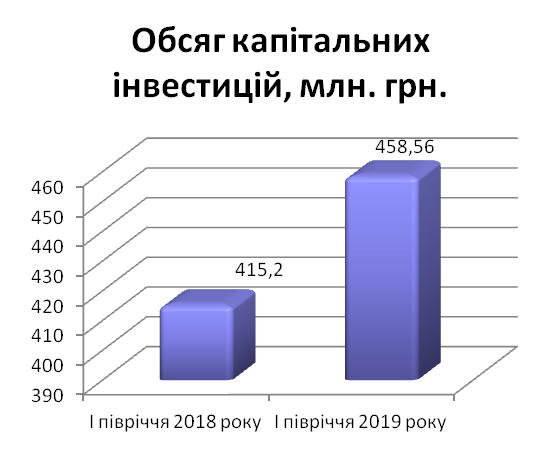 Обсяг капітальних
інвестицій, млн. грн.
458,56
415,2
460
450
440
430
420
410
400
390
І півріччя 2018 року
І півріччя 2019 року